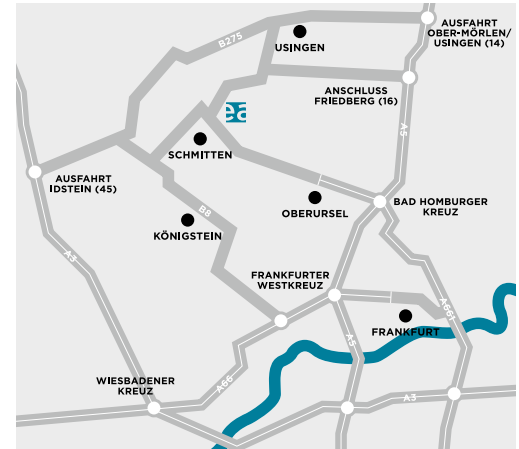 AUSFAHRT
OBER-MÖRLEN/
USINGEN (14)
B275
USINGEN
ANSCHLUSS
FRIEDBERG (16)
A5
SCHMITTEN
AUSFAHRT
IDSTEIN (45)
OBERURSEL
BAD HOMBURGER
KREUZ
B8
KÖNIGSTEIN
A3
FRANKFURTER
WESTKREUZ
A661
FRANKFURT
A5
WIESBADENER
KREUZ
A66
A3